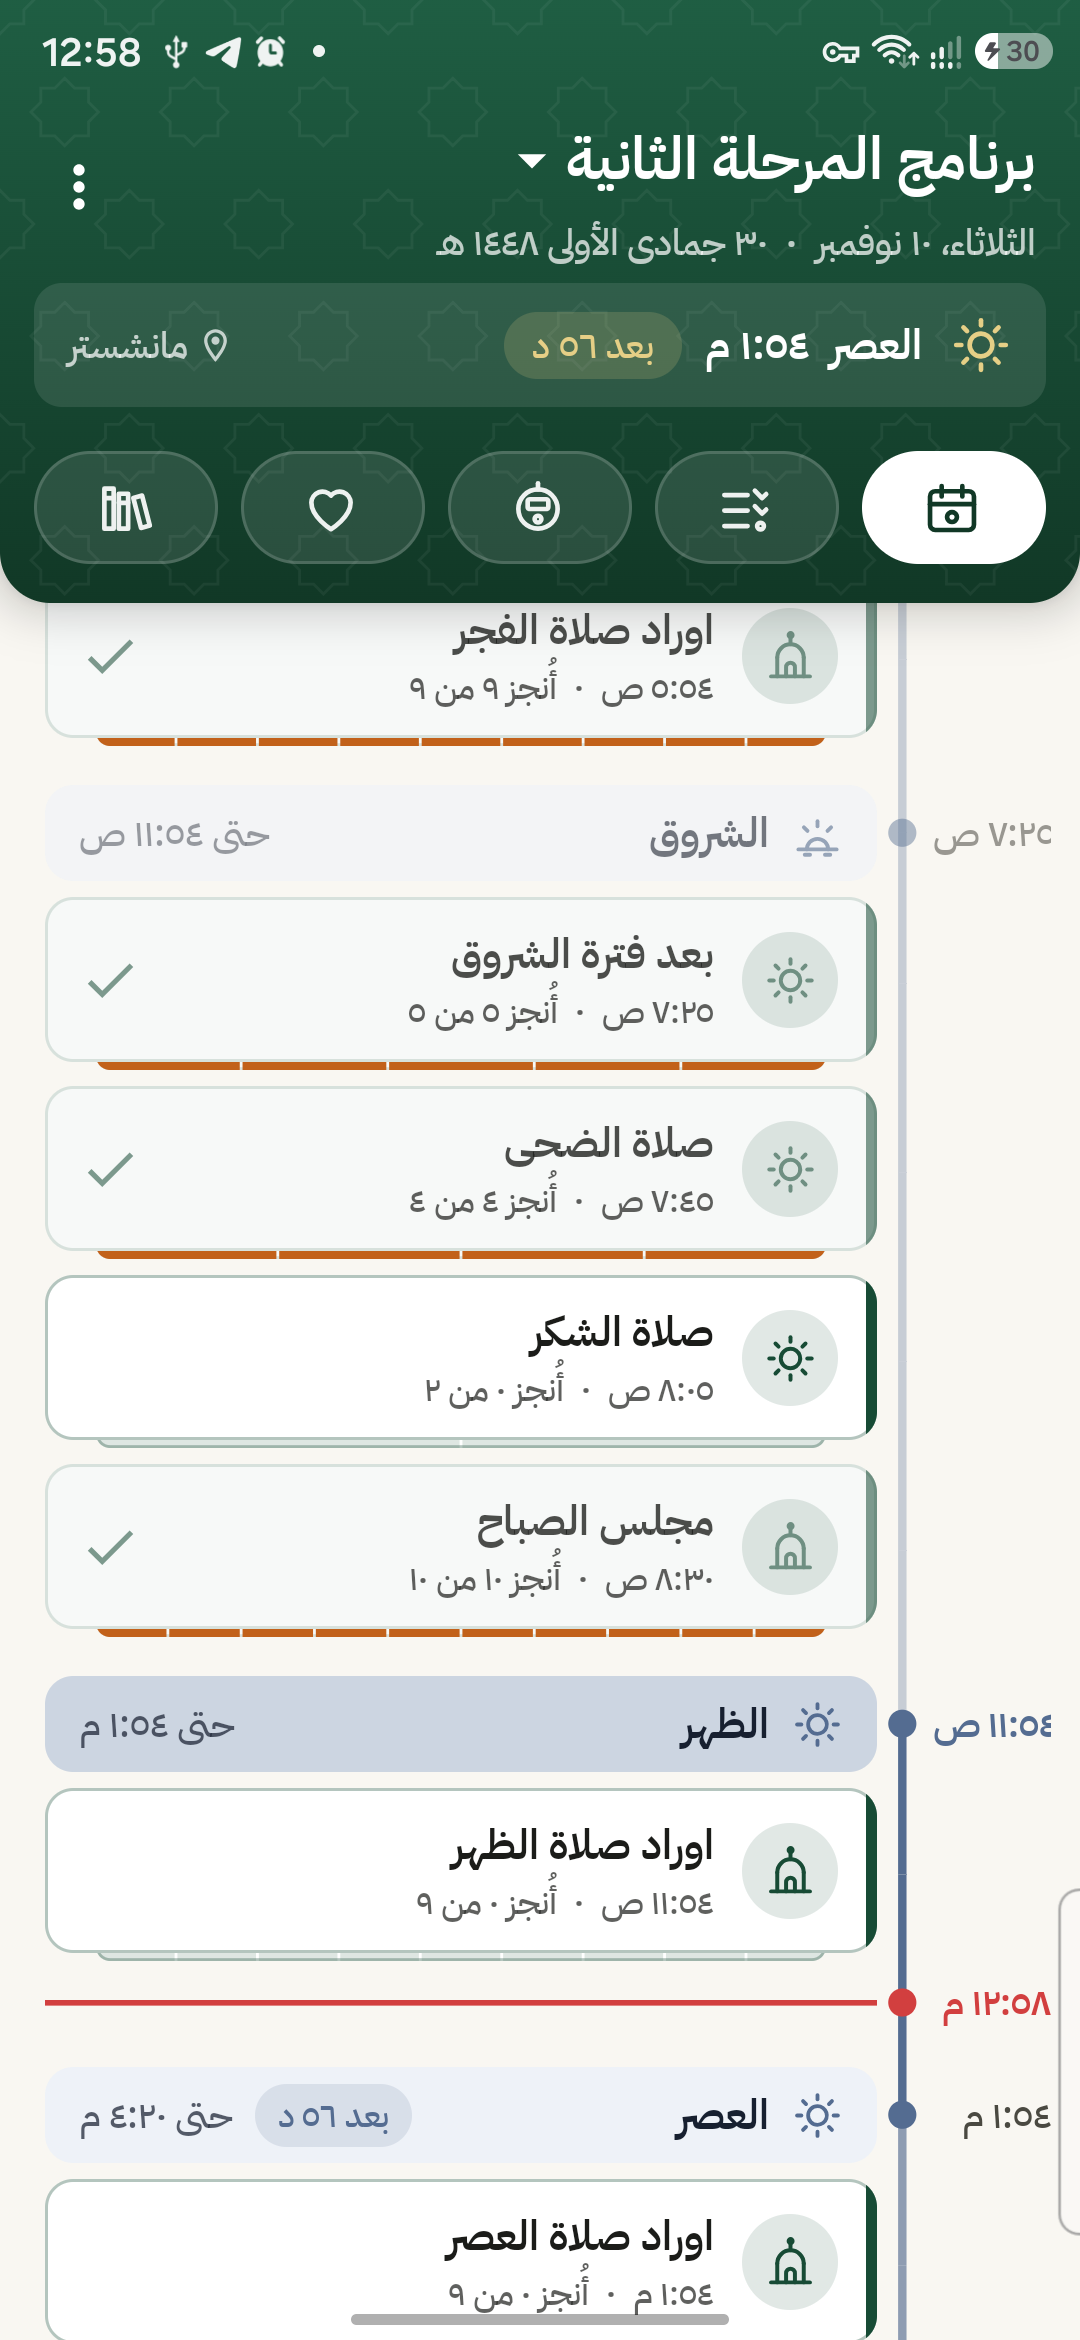 12:58
30
برنامج المرحلة الثانية
الثلاثاء، ١٠ نوفمبر · ٣٠ جمادى الأولى ١٤٤٨ هـ
العصر ١:٥٤ م بعد ٥٦ د مانشستر
اوراد صلاة الفجر
٥:٥٤ ص · أُنجز ٩ من ٩
٧:٢٥ ص الشروق حتى ١١:٥٤ ص
بعد فترة الشروق
٧:٢٥ ص · أُنجز ٥ من ٥
صلاة الضحى
٧:٤٥ ص · أُنجز ٤ من ٤
صلاة الشكر
٨:٠٥ ص · أُنجز ٠ من ٢
مجلس الصباح
٨:٣٠ ص · أُنجز ١٠ من ١٠
١١:٥٤ ص الظهر حتى ١:٥٤ م
اوراد صلاة الظهر
١١:٥٤ ص · أُنجز ٠ من ٩
١٢:٥٨ م
١:٥٤ م العصر بعد ٥٦ د حتى ٤:٢٠ م
اوراد صلاة العصر
١:٥٤ م · أُنجز ٠ من ٩